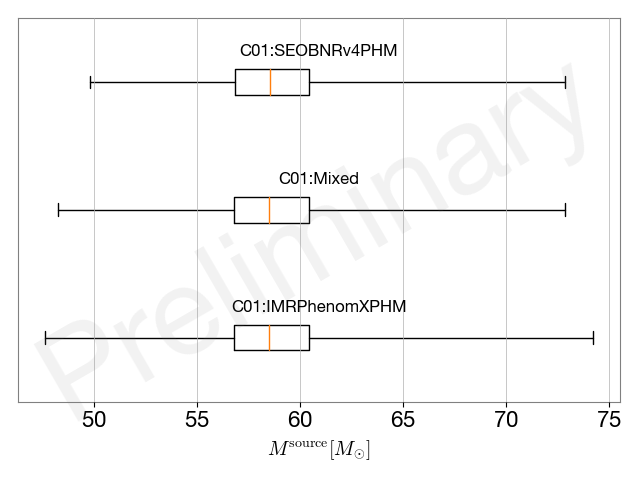 C01:SEOBNRv4PHM
C01:Mixed
C01:IMRPhenomXPHM
Preliminary
50 55 60 65 70 75
M^source[M_⊙]